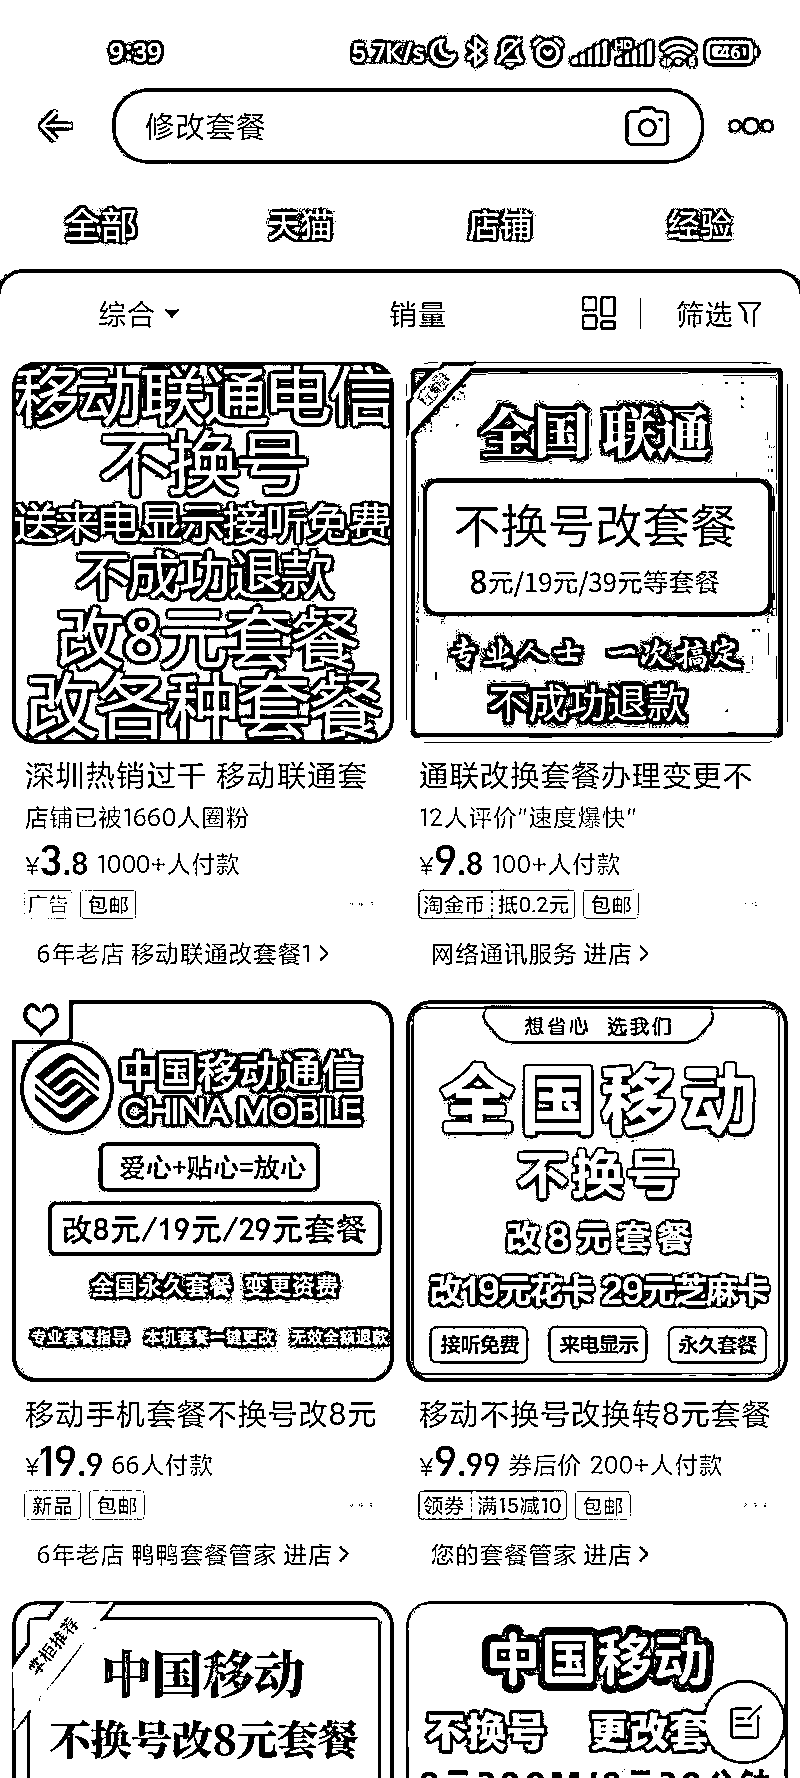 9:39 5.7K/s HD 46
修改套餐
全部 天猫 店铺 经验
综合 销量 筛选
移动联通电信
不换号
送来电显示接听免费
不成功退款
改8元套餐
改各种套餐
深圳热销过千 移动联通套
店铺已被1660人圈粉
¥3.8 1000+人付款
广告 包邮
6年老店 移动联通改套餐1 >
全国 联通
不换号改套餐
8元/19元/39元等套餐
专业人士 一次搞定
不成功退款
通联改换套餐办理变更不
12人评价"速度爆快"
¥9.8 100+人付款
淘金币 抵0.2元 包邮
网络通讯服务 进店 >
中国移动通信
CHINA MOBILE
爱心+贴心=放心
改8元/19元/29元套餐
全国永久套餐 变更资费
专业套餐指导 本机套餐一键更改 无效全额退款
移动手机套餐不换号改8元
¥19.9 66人付款
新品 包邮
6年老店 鸭鸭套餐管家 进店 >
想省心 选我们
全国移动
不换号
改8元套餐
改19元花卡 29元芝麻卡
接听免费 来电显示 永久套餐
移动不换号改换转8元套餐
¥9.99 券后价 200+人付款
领券 满15减10 包邮
您的套餐管家 进店 >
掌柜推荐
中国移动
不换号改8元套餐
中国移动
不换号 更改套